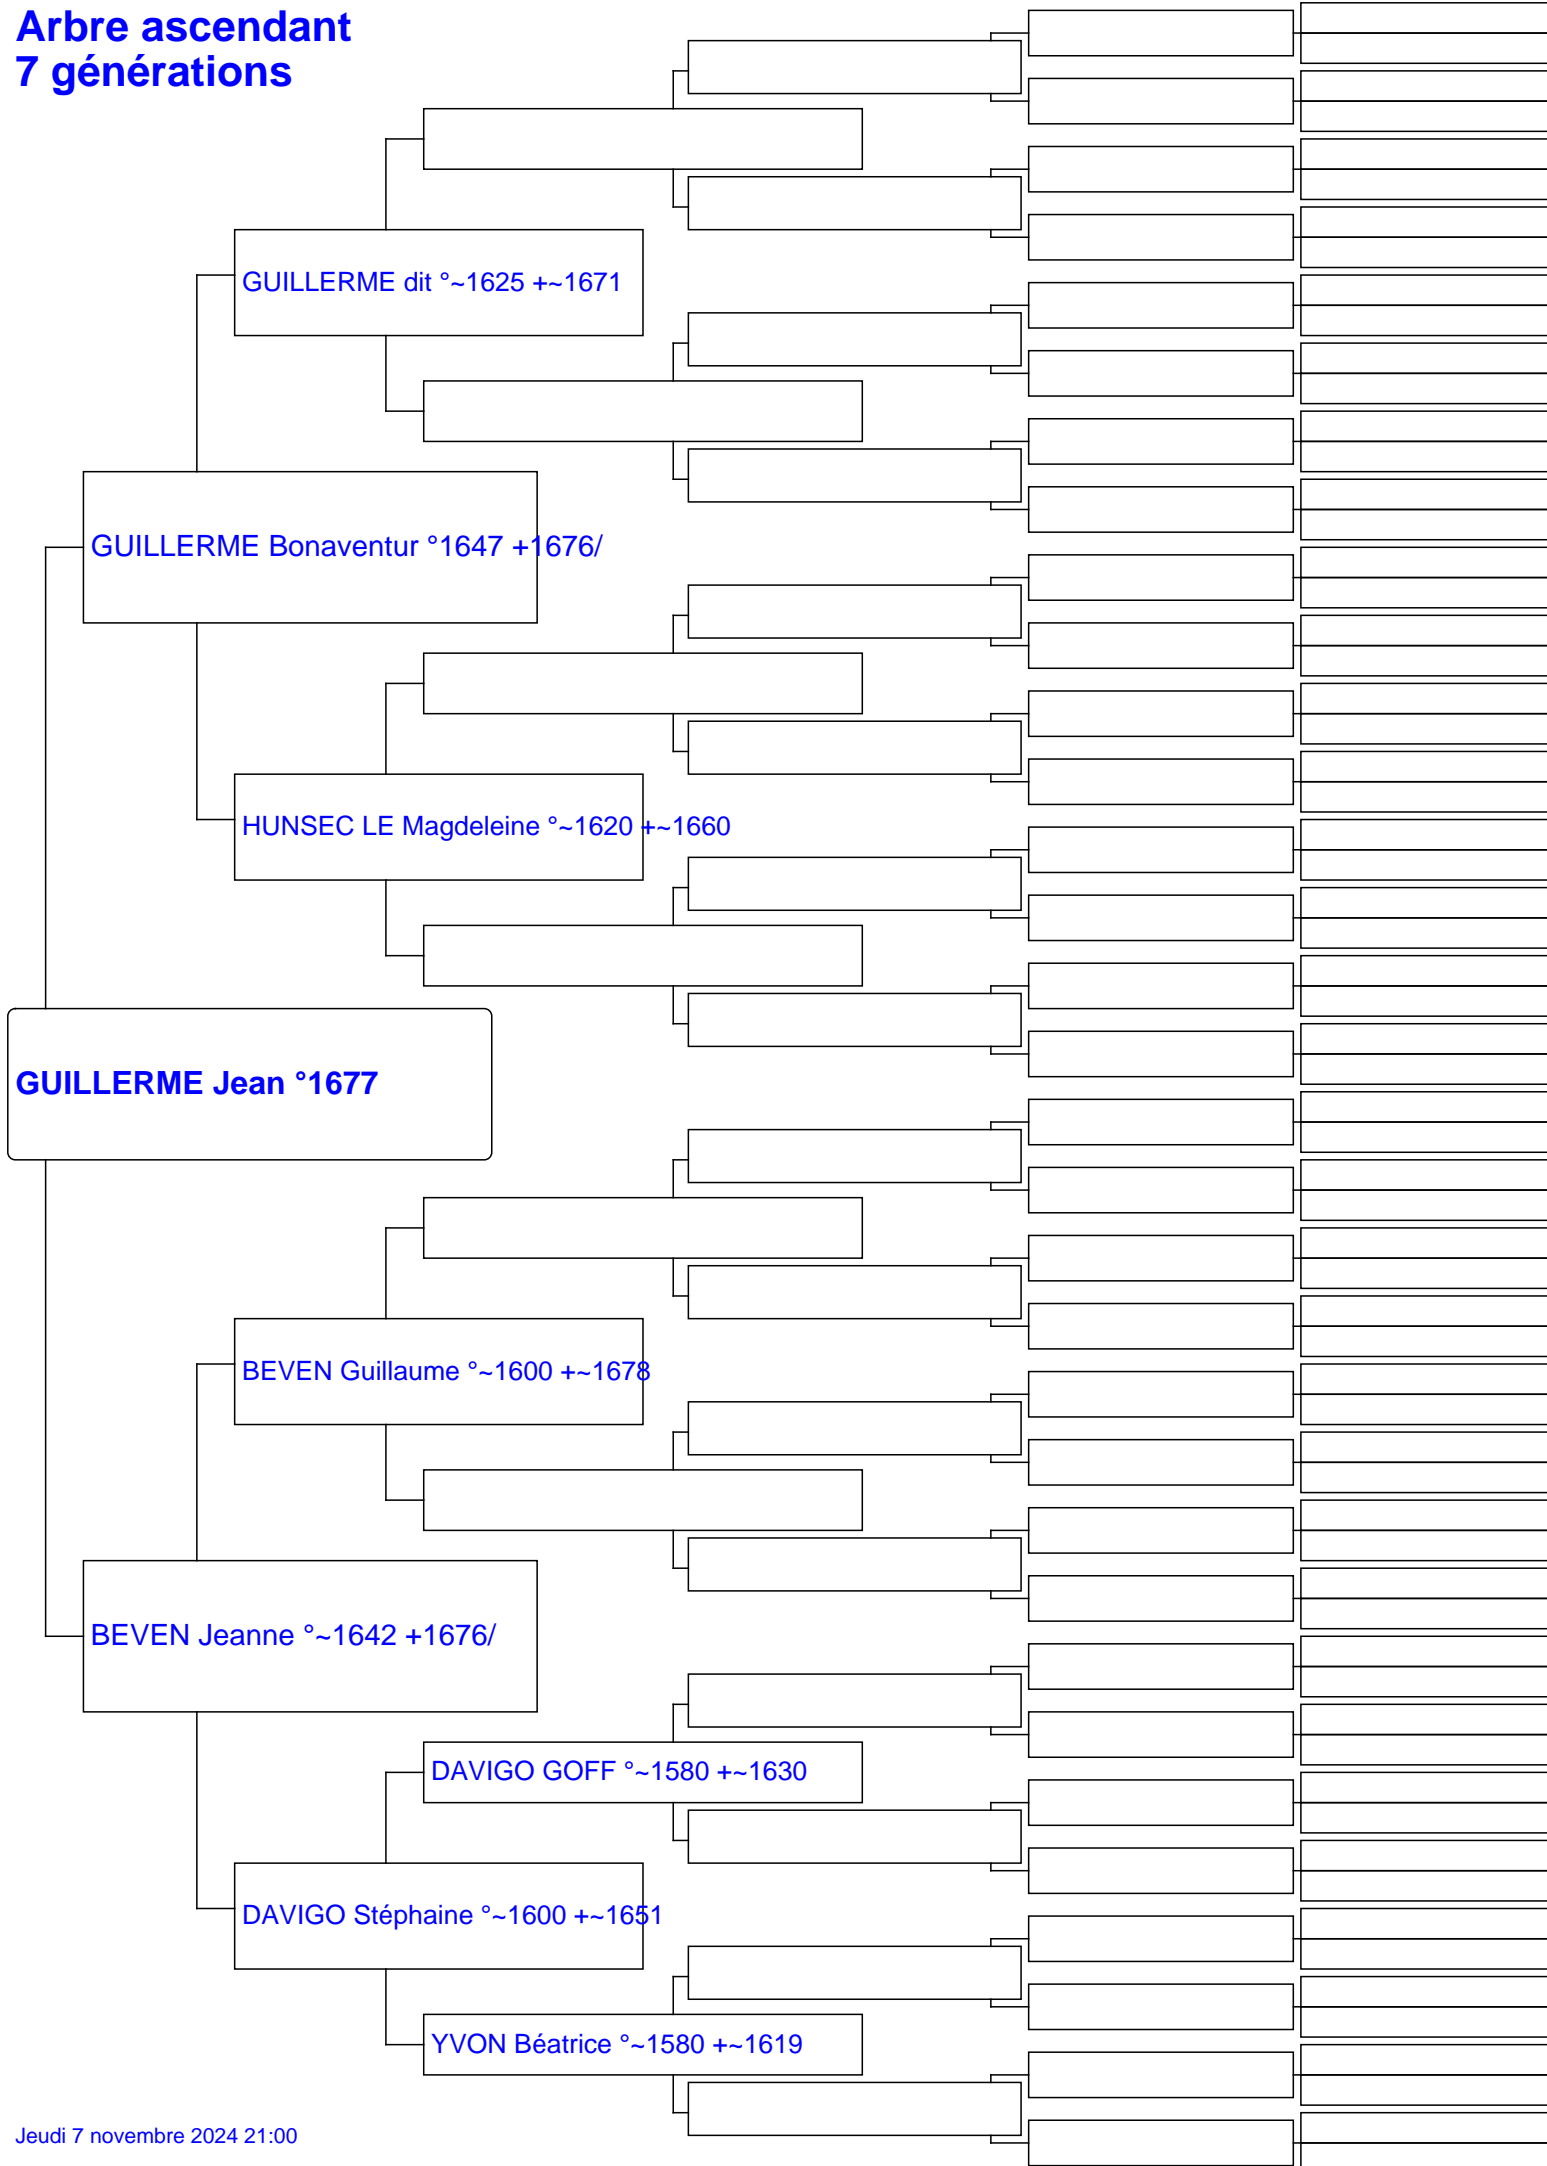 Arbre ascendant
7 générations
GUILLERME dit °~1625 +~1671
GUILLERME Bonaventur °1647 +1676/
HUNSEC LE Magdeleine °~1620 +~1660
GUILLERME Jean °1677
BEVEN Guillaume °~1600 +~1678
BEVEN Jeanne °~1642 +1676/
DAVIGO GOFF °~1580 +~1630
DAVIGO Stéphaine °~1600 +~1651
YVON Béatrice °~1580 +~1619
Jeudi 7 novembre 2024 21:00